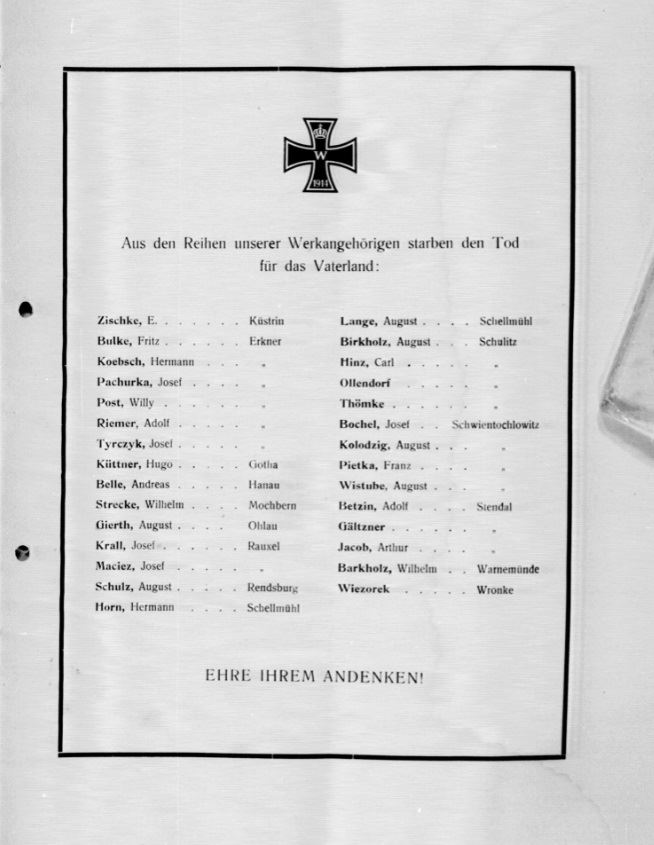 W
1914
Aus den Reihen unserer Werkangehörigen starben den Tod
für das Vaterland:
Zischke, E. . . . . . . Küstrin
Bulke, Fritz . . . . . . Erkner
Koebsch, Hermann . . . „
Pachurka, Josef . . . . „
Post, Willy . . . . . . „
Riemer, Adolf . . . . . „
Tyrczyk, Josef . . . . . „
Küttner, Hugo . . . . . Gotha
Belle, Andreas . . . . . Hanau
Strecke, Wilhelm . . . . Mochbern
Gierth, August . . . . Ohlau
Krall, Josef . . . . . . Rauxel
Maciez, Josef . . . . . „
Schulz, August . . . . . Rendsburg
Horn, Hermann . . . . Schellmühl
Lange, August . . . . Schellmühl
Birkholz, August . . . Schulitz
Hinz, Carl . . . . . „
Ollendorf . . . . . „
Thömke . . . . . . „
Bochel, Josef . . Schwientochlowitz
Kolodzig, August . . . „
Pietka, Franz . . . . „
Wistube, August . . . „
Betzin, Adolf . . . . Stendal
Gältzner . . . . . . „
Jacob, Arthur . . . . „
Barkholz, Wilhelm . . Warnemünde
Wiezorek . . . . . Wronke
EHRE IHREM ANDENKEN!